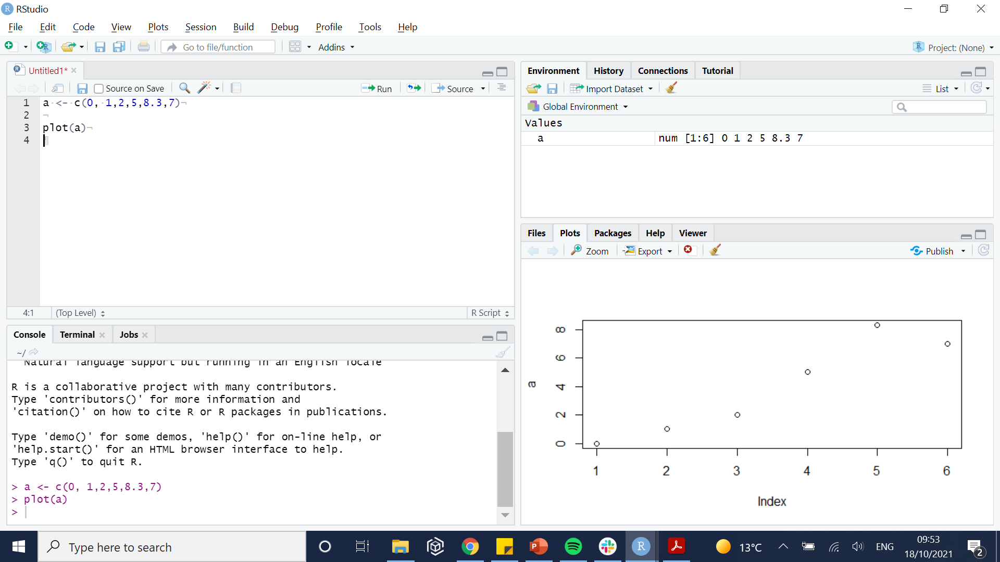 RStudio
File Edit Code View Plots Session Build Debug Profile Tools Help
Go to file/function Addins Project: (None)
Untitled1*
Source on Save Run Source
1 a <- c(0, 1,2,5,8.3,7)
2
3 plot(a)
4
4:1 (Top Level) R Script
Console Terminal Jobs
~/
Natural language support but running in an English locale
R is a collaborative project with many contributors.
Type 'contributors()' for more information and
'citation()' on how to cite R or R packages in publications.
Type 'demo()' for some demos, 'help()' for on-line help, or
'help.start()' for an HTML browser interface to help.
Type 'q()' to quit R.
> a <- c(0, 1,2,5,8.3,7)
> plot(a)
>
Environment History Connections Tutorial
Import Dataset List
Global Environment
Values
a num [1:6] 0 1 2 5 8.3 7
Files Plots Packages Help Viewer
Zoom Export Publish
8
6
4
2
0
a
1 2 3 4 5 6
Index
Type here to search
13°C ENG
09:53
18/10/2021
2